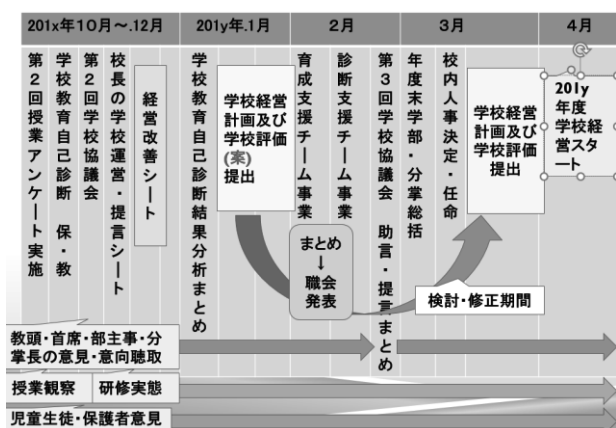 201x年10月～.12月
201y年.1月
2月
3月
4月
第2回授業アンケート実施
学校教育自己診断　保・教
第2回学校協議会
校長の学校運営・提言シート
経営改善シート
学校教育自己診断結果分析まとめ
学校経営
計画及び
学校評価
(案)
提出
育成支援チーム事業
診断支援チーム事業
第3回学校協議会　助言・提言まとめ
年度末学部・分掌総括
校内人事決定・任命
学校経営
計画及び
学校評価
提出
201y
年度
学校経
営スタ
ート
まとめ
→
職会
発表
検討・修正期間
教頭・首席・部主事・分
掌長の意見・意向聴取
授業観察
研修実態
児童生徒・保護者意見